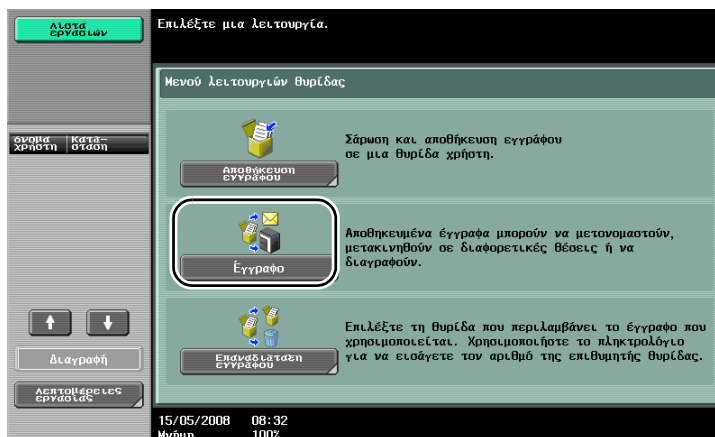 Λίστα
εργασιών
Επιλέξτε μια λειτουργία.
Μενού λειτουργιών θυρίδας
όνομα
χρήστη
Κατά-
σταση
Σάρωση και αποθήκευση εγγράφου
σε μια θυρίδα χρήστη.
Αποθήκευση
εγγράφου
Αποθηκευμένα έγγραφα μπορούν να μετονομαστούν,
μετακινηθούν σε διαφορετικές θέσεις ή να
διαγραφούν.
Έγγραφο
Επιλέξτε τη θυρίδα που περιλαμβάνει το έγγραφο που
χρησιμοποιείται. Χρησιμοποιήστε το πληκτρολόγιο
για να εισάγετε τον αριθμό της επιθυμητής θυρίδας.
Επαναδιάταξη
εγγράφου
Διαγραφή
Λεπτομέρειες
εργασίας
15/05/2008 08:32
Μνήμη 100%